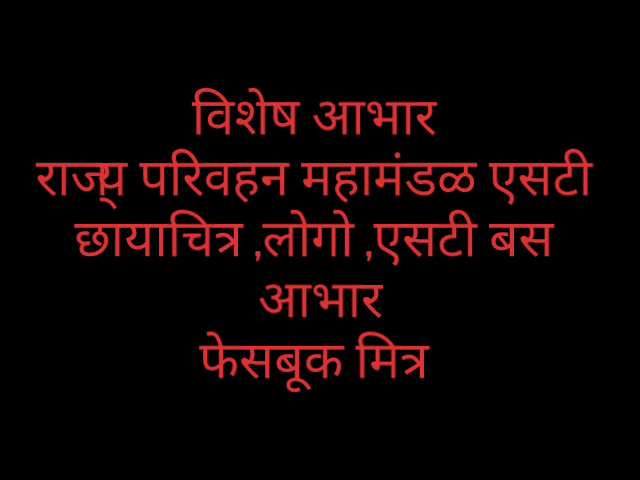 विशेष आभार
राज्य परिवहन महामंडळ एसटी
छायाचित्र ,लोगो ,एसटी बस
आभार
फेसबूक मित्र